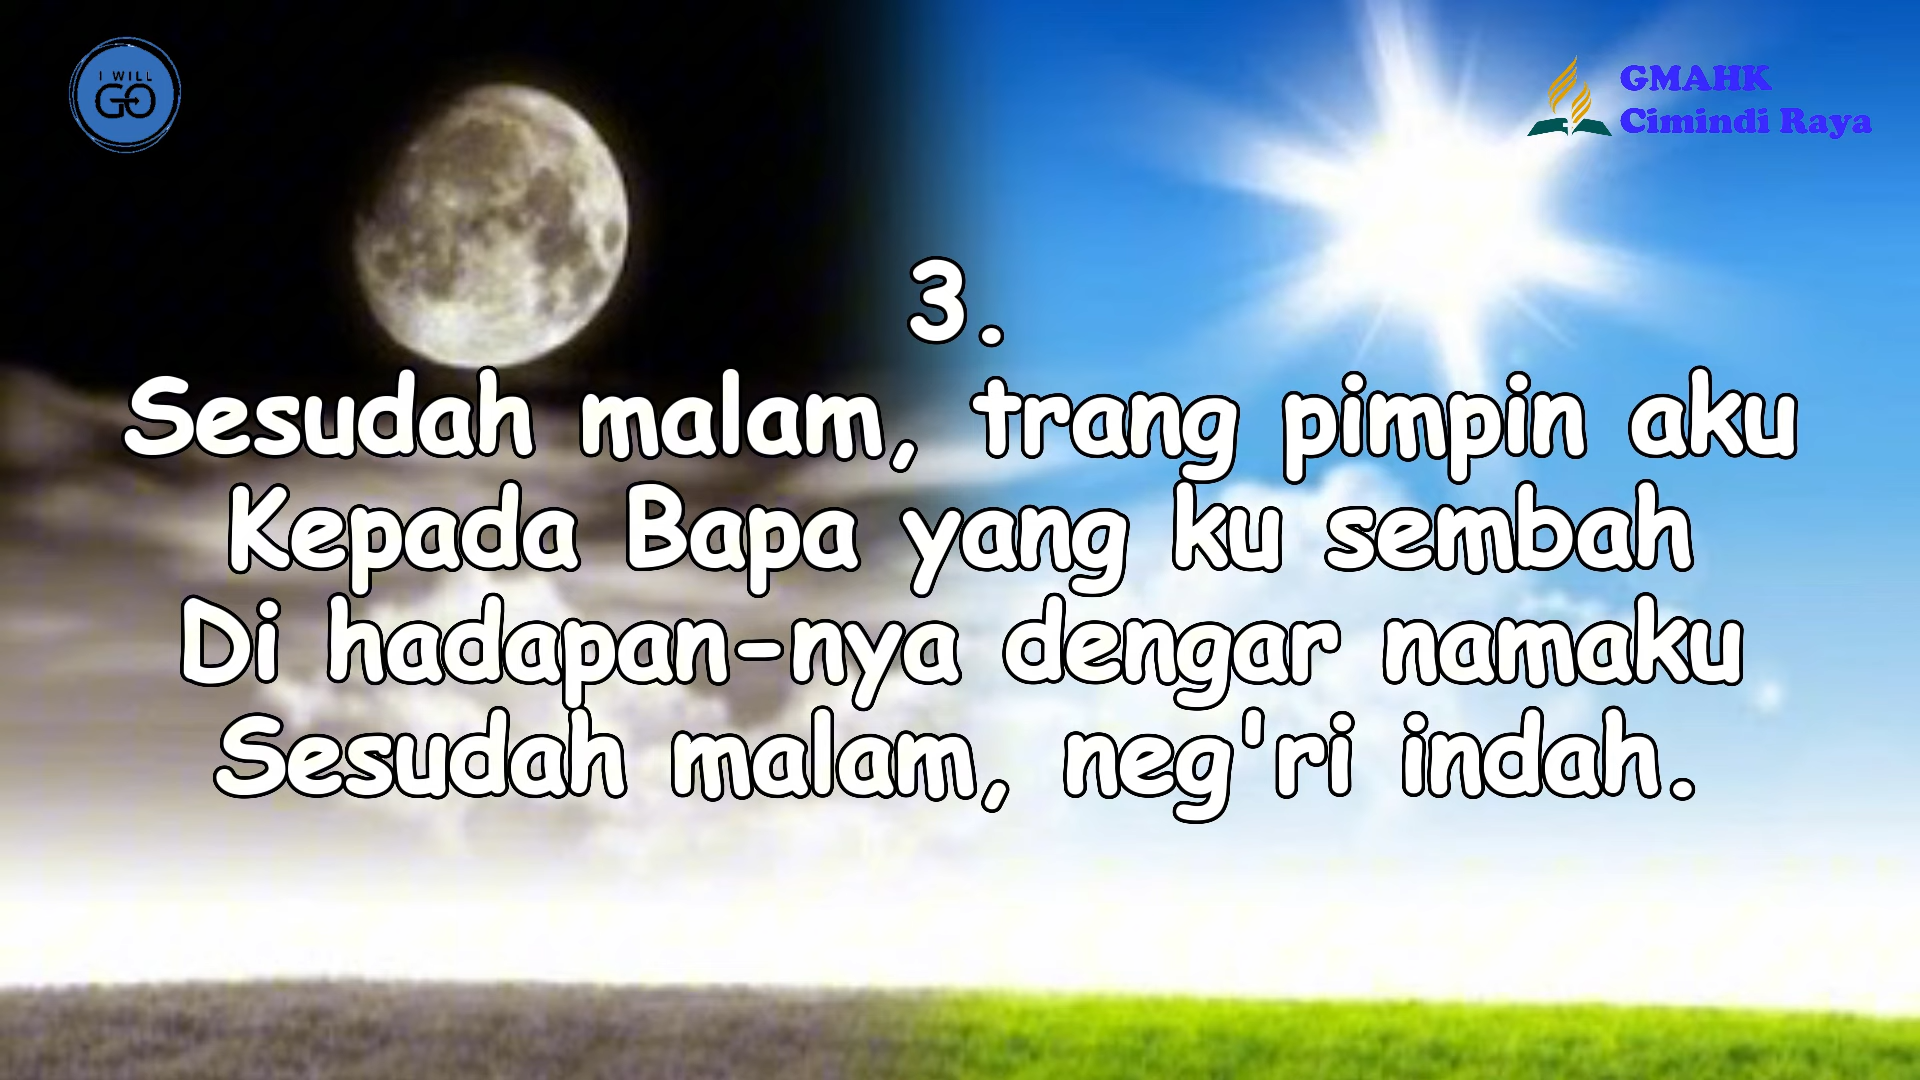 I WILL
GO
GMAHK
Cimindi Raya
3.
Sesudah malam, trang pimpin aku
Kepada Bapa yang ku sembah
Di hadapan-nya dengar namaku
Sesudah malam, neg'ri indah.